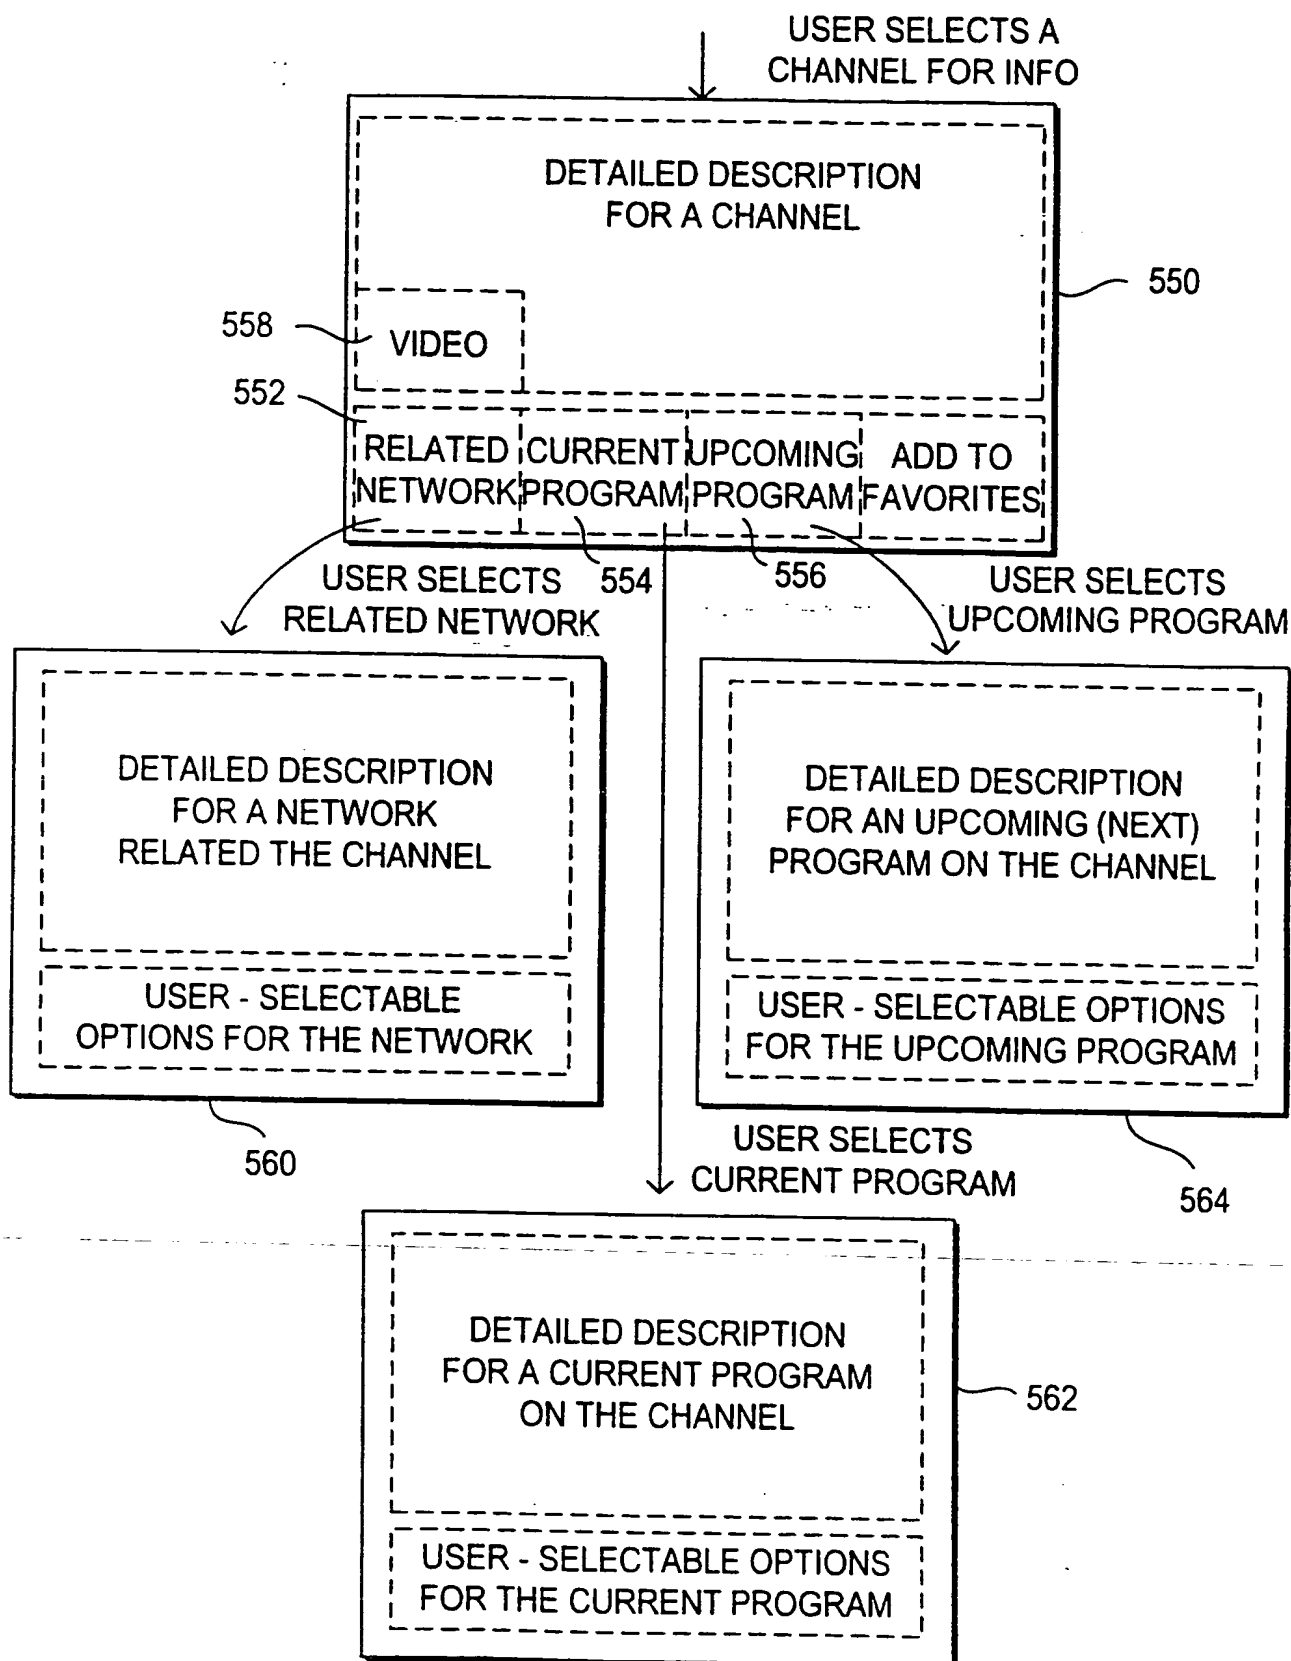 USER SELECTS A
CHANNEL FOR INFO
DETAILED DESCRIPTION
FOR A CHANNEL
550
558
VIDEO
552
RELATED
NETWORK
CURRENT
PROGRAM
UPCOMING
PROGRAM
ADD TO
FAVORITES
554
556
USER SELECTS
RELATED NETWORK
USER SELECTS
UPCOMING PROGRAM
DETAILED DESCRIPTION
FOR A NETWORK
RELATED THE CHANNEL
USER - SELECTABLE
OPTIONS FOR THE NETWORK
560
DETAILED DESCRIPTION
FOR AN UPCOMING (NEXT)
PROGRAM ON THE CHANNEL
USER - SELECTABLE OPTIONS
FOR THE UPCOMING PROGRAM
564
USER SELECTS
CURRENT PROGRAM
DETAILED DESCRIPTION
FOR A CURRENT PROGRAM
ON THE CHANNEL
562
USER - SELECTABLE OPTIONS
FOR THE CURRENT PROGRAM